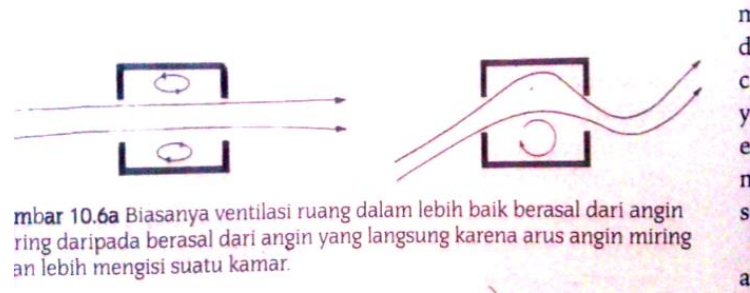 mbar 10.6a Biasanya ventilasi ruang dalam lebih baik berasal dari angin
ring daripada berasal dari angin yang langsung karena arus angin miring
an lebih mengisi suatu kamar.
d
c
y
e
n
s
a